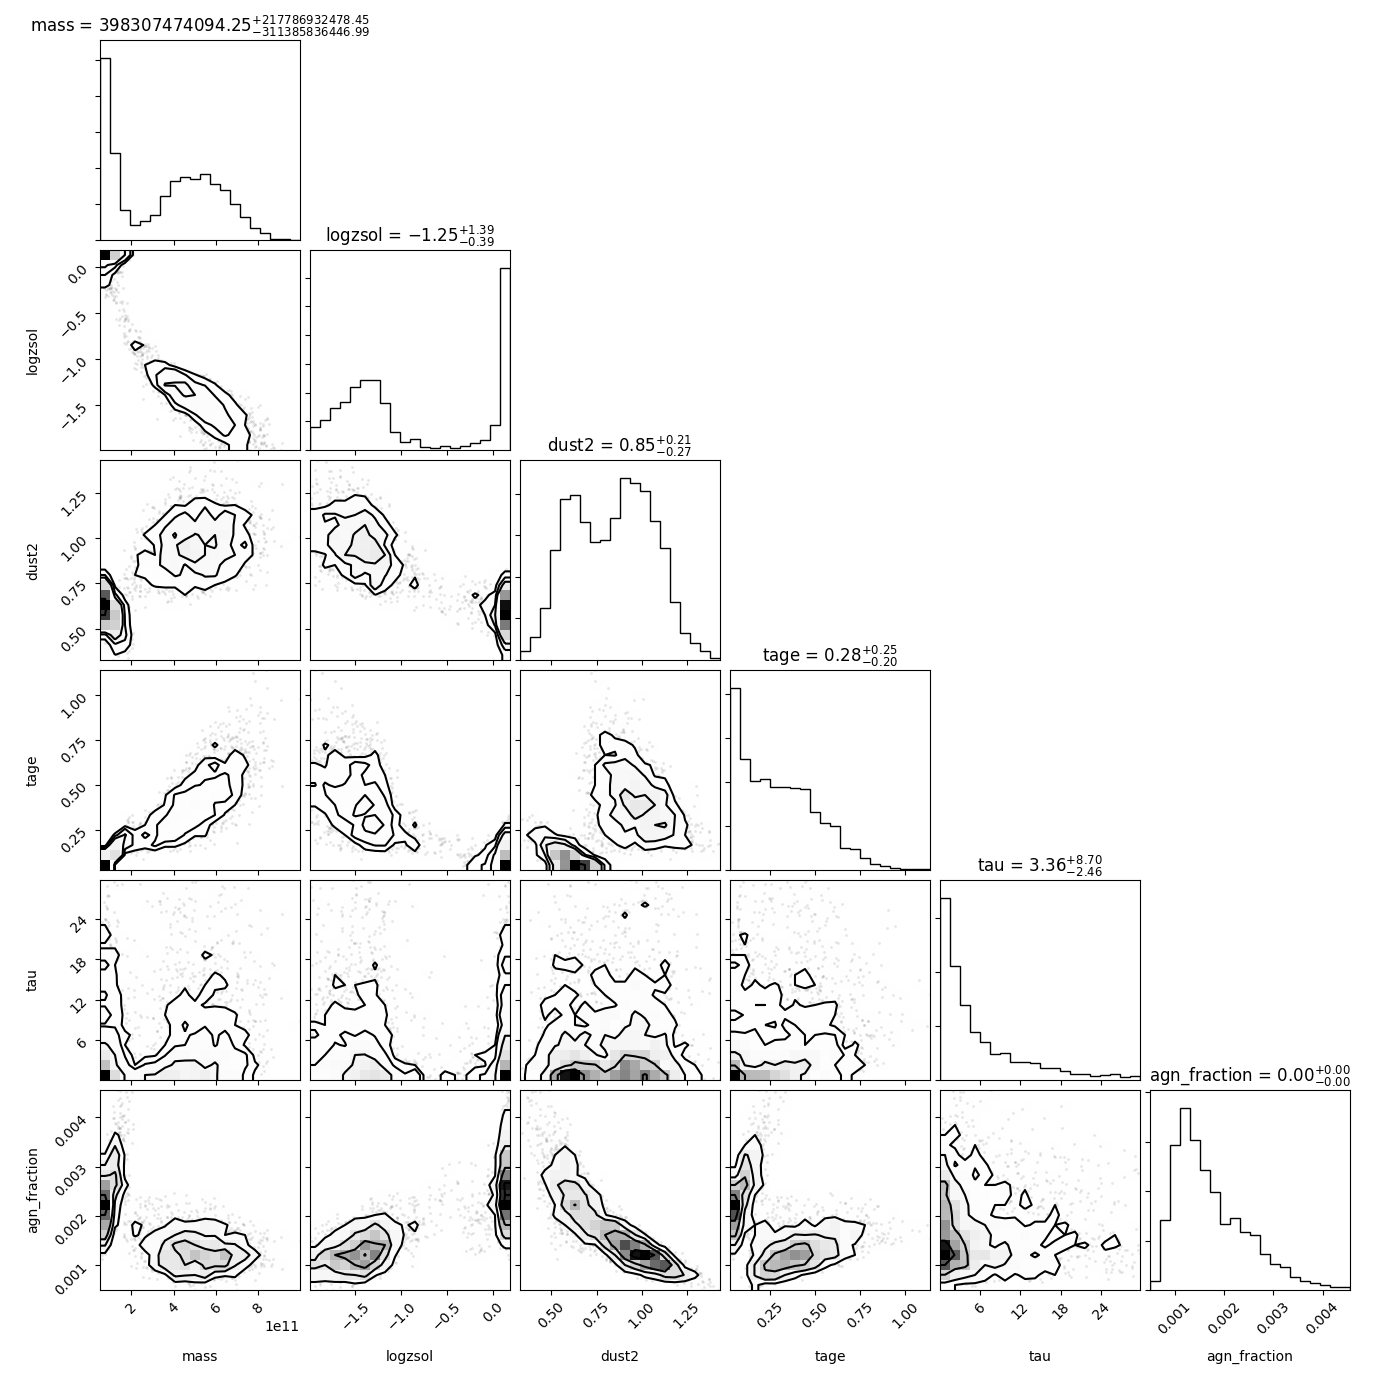 mass = 398307474094.25+217786932478.45−311385836446.99
logzsol = −1.25+1.39−0.39
0.0
−0.5
−1.0
−1.5
logzsol
dust2 = 0.85+0.21−0.27
1.25
1.00
0.75
0.50
dust2
tage = 0.28+0.25−0.20
1.00
0.75
0.50
0.25
tage
tau = 3.36+8.70−2.46
24
18
12
6
tau
agn_fraction = 0.00+0.00−0.00
0.004
0.003
0.002
0.001
agn_fraction
2 4 6 8 −1.5 −1.0 −0.5 0.0 0.50 0.75 1.00 1.25 0.25 0.50 0.75 1.00 6 12 18 24 0.001 0.002 0.003 0.004
1e11
mass logzsol dust2 tage tau agn_fraction